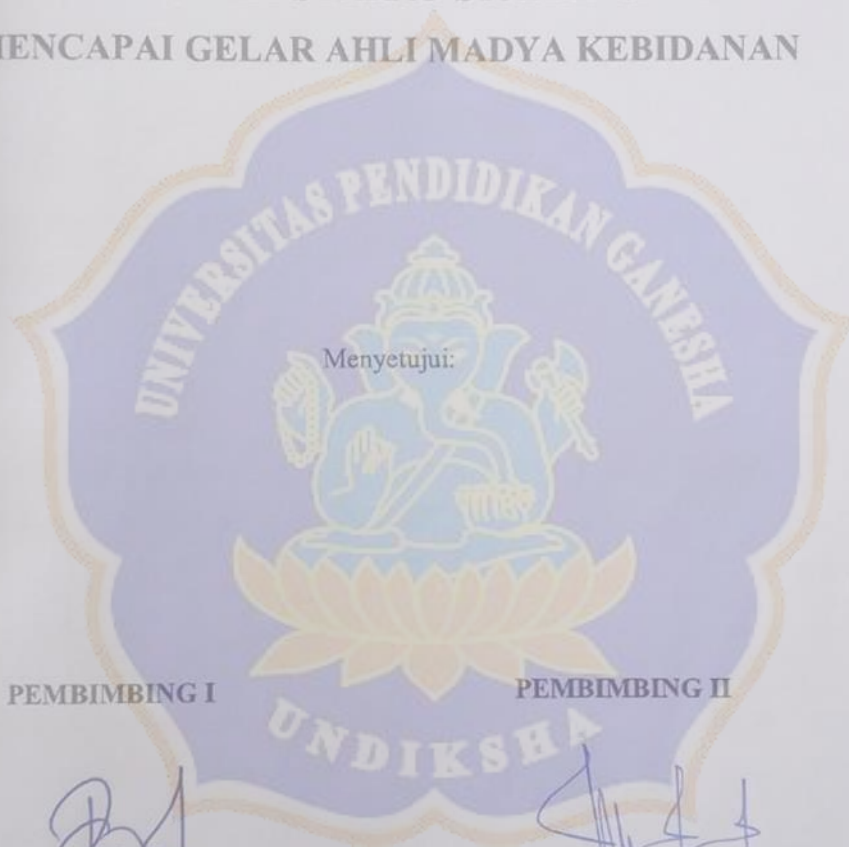 MENCAPAI GELAR AHLI MADYA KEBIDANAN
UNIVERSITAS PENDIDIKAN GANESHA
Menyetujui:
PEMBIMBING I
PEMBIMBING II
UNDIKSHA